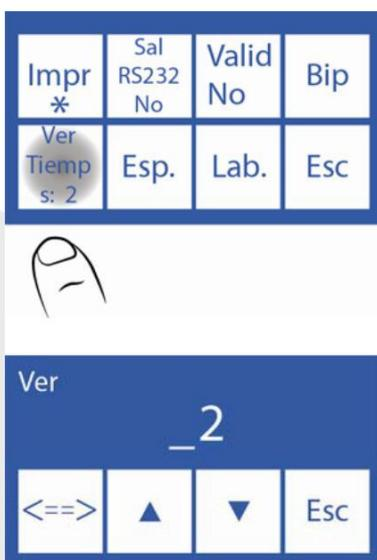 Impr
*
Sal
RS232
No
Valid
No
Bip
Ver
Tiemp
s: 2
Esp.
Lab.
Esc
Ver
_2
<==>
▲
▼
Esc